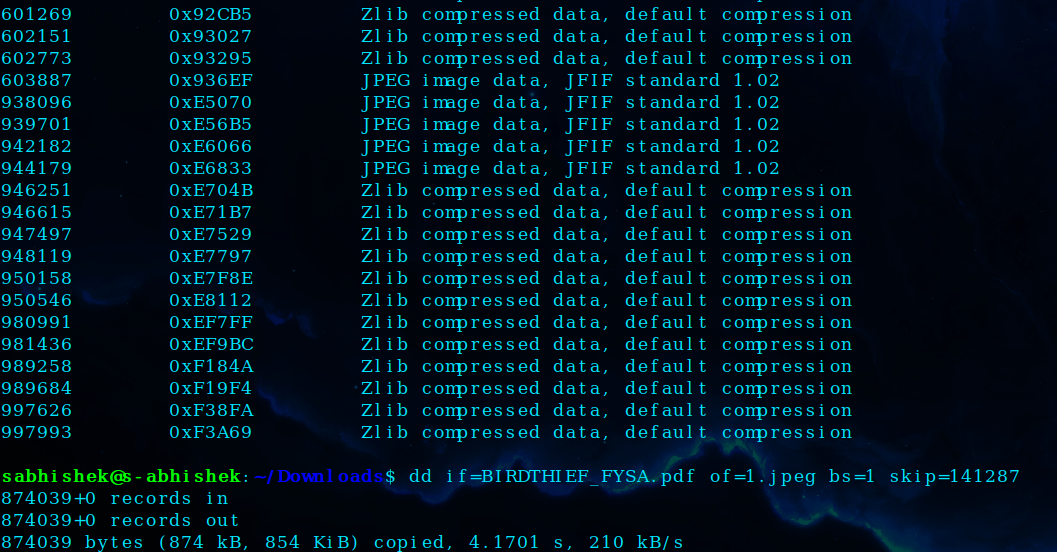 601269 0x92CB5 Zlib compressed data, default compression
602151 0x93027 Zlib compressed data, default compression
602773 0x93295 Zlib compressed data, default compression
603887 0x936EF JPEG image data, JFIF standard 1.02
938096 0xE5070 JPEG image data, JFIF standard 1.02
939701 0xE56B5 JPEG image data, JFIF standard 1.02
942182 0xE6066 JPEG image data, JFIF standard 1.02
944179 0xE6833 JPEG image data, JFIF standard 1.02
946251 0xE704B Zlib compressed data, default compression
946615 0xE71B7 Zlib compressed data, default compression
947497 0xE7529 Zlib compressed data, default compression
948119 0xE7797 Zlib compressed data, default compression
950158 0xE7F8E Zlib compressed data, default compression
950546 0xE8112 Zlib compressed data, default compression
980991 0xEF7FF Zlib compressed data, default compression
981436 0xEF9BC Zlib compressed data, default compression
989258 0xF184A Zlib compressed data, default compression
989684 0xF19F4 Zlib compressed data, default compression
997626 0xF38FA Zlib compressed data, default compression
997993 0xF3A69 Zlib compressed data, default compression
sabhishek@s-abhishek:~/Downloads$ dd if=BIRDTHIEF_FYSA.pdf of=1.jpeg bs=1 skip=141287
874039+0 records in
874039+0 records out
874039 bytes (874 kB, 854 KiB) copied, 4.1701 s, 210 kB/s